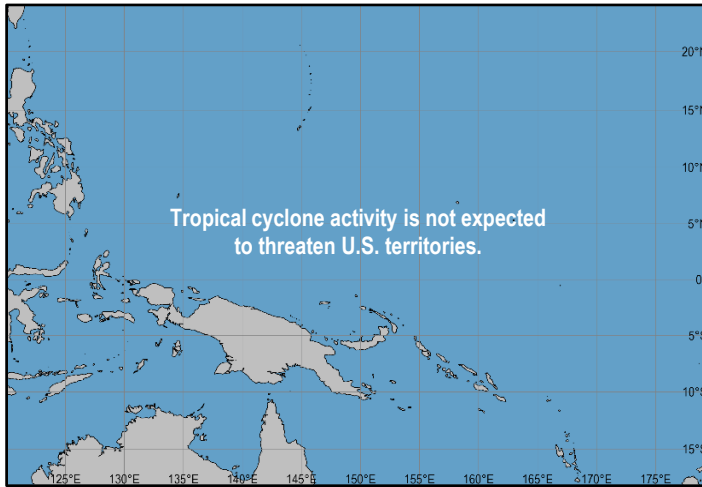 20°N
15°N
10°N
Tropical cyclone activity is not expected
5°N
to threaten U.S. territories.
0°
5°S
10°S
15°S
125°E 130°E 135°E 140°E 145°E 150°E 155°E 160°E 165°E 170°E 175°E